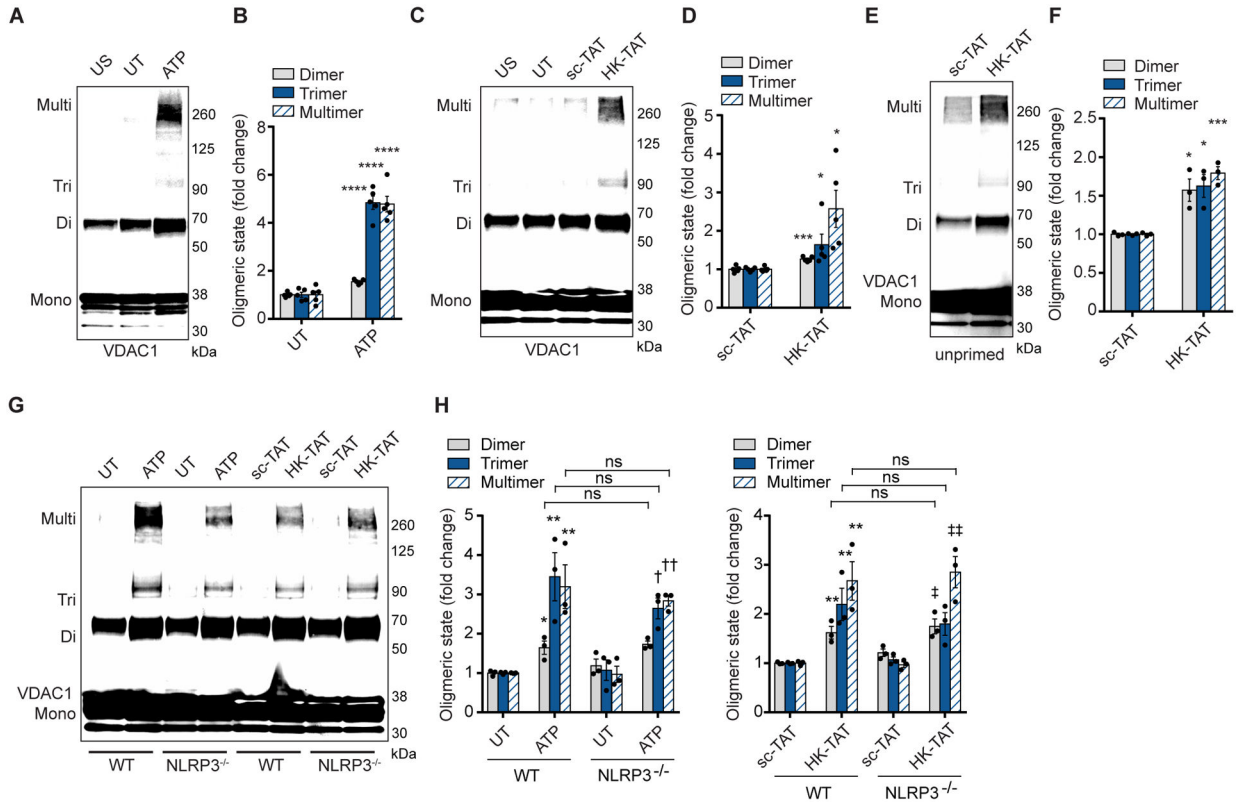 A
US
UT
ATP
Multi
Tri
Di
Mono
260
125
90
70
50
38
30
kDa
VDAC1
B
Dimer
Trimer
Multimer
Oligmeric state (fold change)
8
6
4
2
0
****
****
****
UT
ATP
C
US
UT
sc-TAT
HK-TAT
Multi
Tri
Di
Mono
260
125
90
70
50
38
30
kDa
VDAC1
D
Dimer
Trimer
Multimer
Oligmeric state (fold change)
5
4
3
2
1
0
***
*
*
sc-TAT
HK-TAT
E
sc-TAT
HK-TAT
Multi
Tri
Di
VDAC1
Mono
260
125
90
70
50
38
30
kDa
unprimed
F
Dimer
Trimer
Multimer
Oligmeric state (fold change)
2.5
2.0
1.5
1.0
0.5
0.0
*
*
***
sc-TAT
HK-TAT
G
UT
ATP
UT
ATP
sc-TAT
HK-TAT
sc-TAT
HK-TAT
Multi
Tri
Di
VDAC1
Mono
260
125
90
70
50
38
30
kDa
WT
NLRP3-/-
WT
NLRP3-/-
H
Dimer
Trimer
Multimer
ns
ns
ns
Oligmeric state (fold change)
5
4
3
2
1
0
*
**
**
†
††
UT
ATP
UT
ATP
WT
NLRP3-/-
Dimer
Trimer
Multimer
ns
ns
ns
Oligmeric state (fold change)
4
3
2
1
0
**
**
**
‡
‡‡
sc-TAT
HK-TAT
sc-TAT
HK-TAT
WT
NLRP3-/-